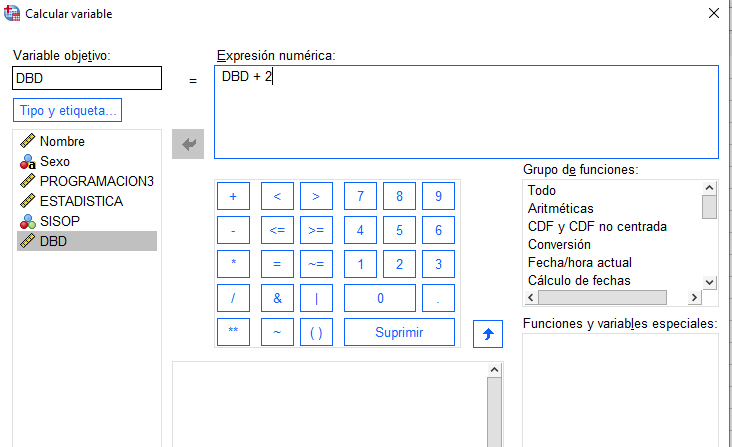 Calcular variable
Variable objetivo:
DBD
=
Expresión numérica:
DBD + 2
Tipo y etiqueta...
Nombre
Sexo
PROGRAMACION3
ESTADISTICA
SISOP
DBD
+ < > 7 8 9
- <= >= 4 5 6
* = ~= 1 2 3
/ & | 0 .
** ~ ( ) Suprimir
Grupo de funciones:
Todo
Aritméticas
CDF y CDF no centrada
Conversión
Fecha/hora actual
Cálculo de fechas
Funciones y variables especiales: